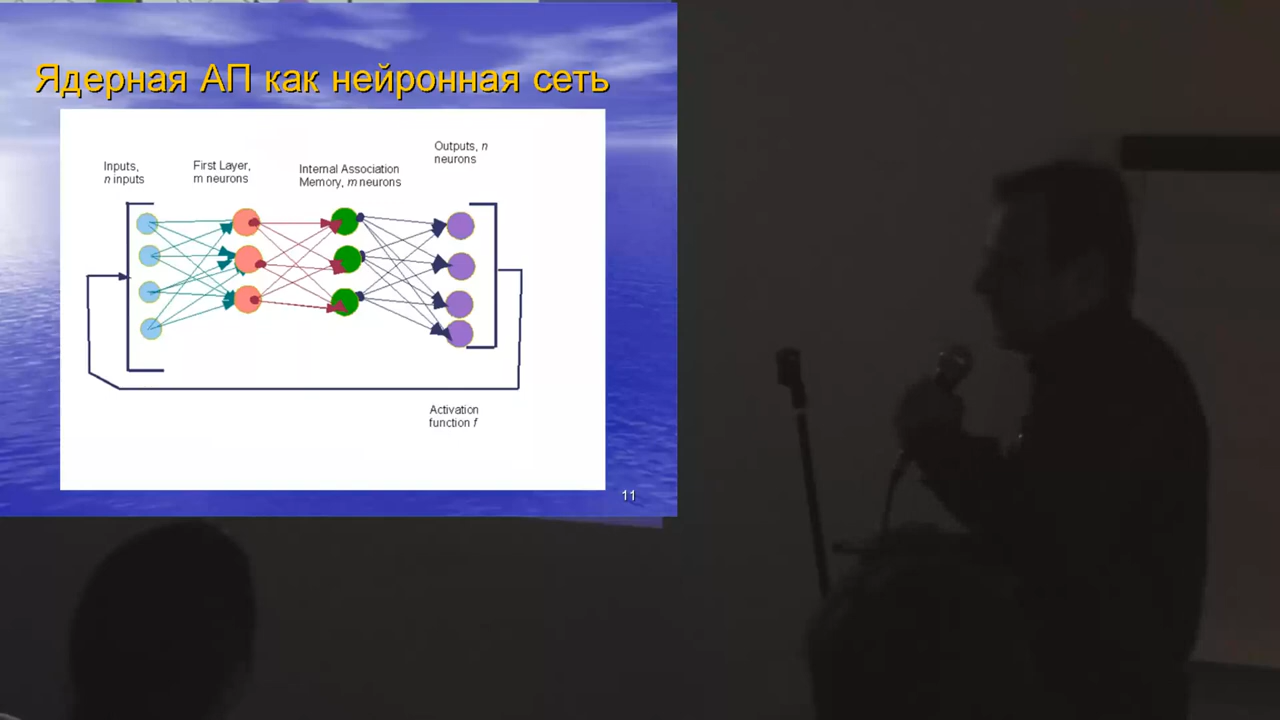 Ядерная АП как нейронная сеть
Inputs,
n inputs
First Layer,
m neurons
Internal Association
Memory, m neurons
Outputs, n
neurons
Activation
function f
11